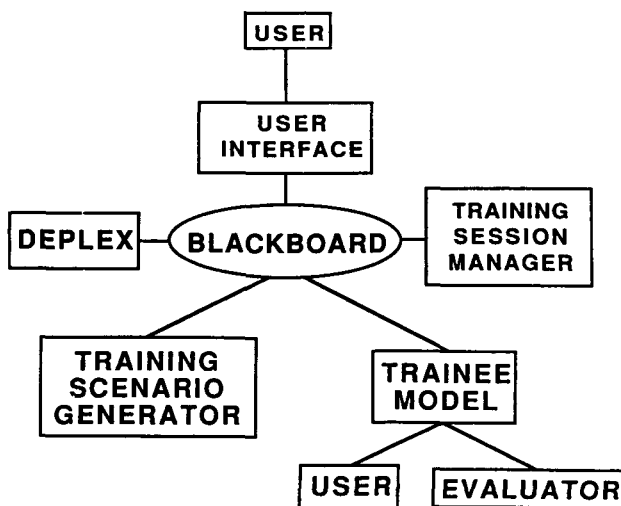 USER
USER
INTERFACE
DEPLEX
BLACKBOARD
TRAINING
SESSION
MANAGER
TRAINING
SCENARIO
GENERATOR
TRAINEE
MODEL
USER
EVALUATOR